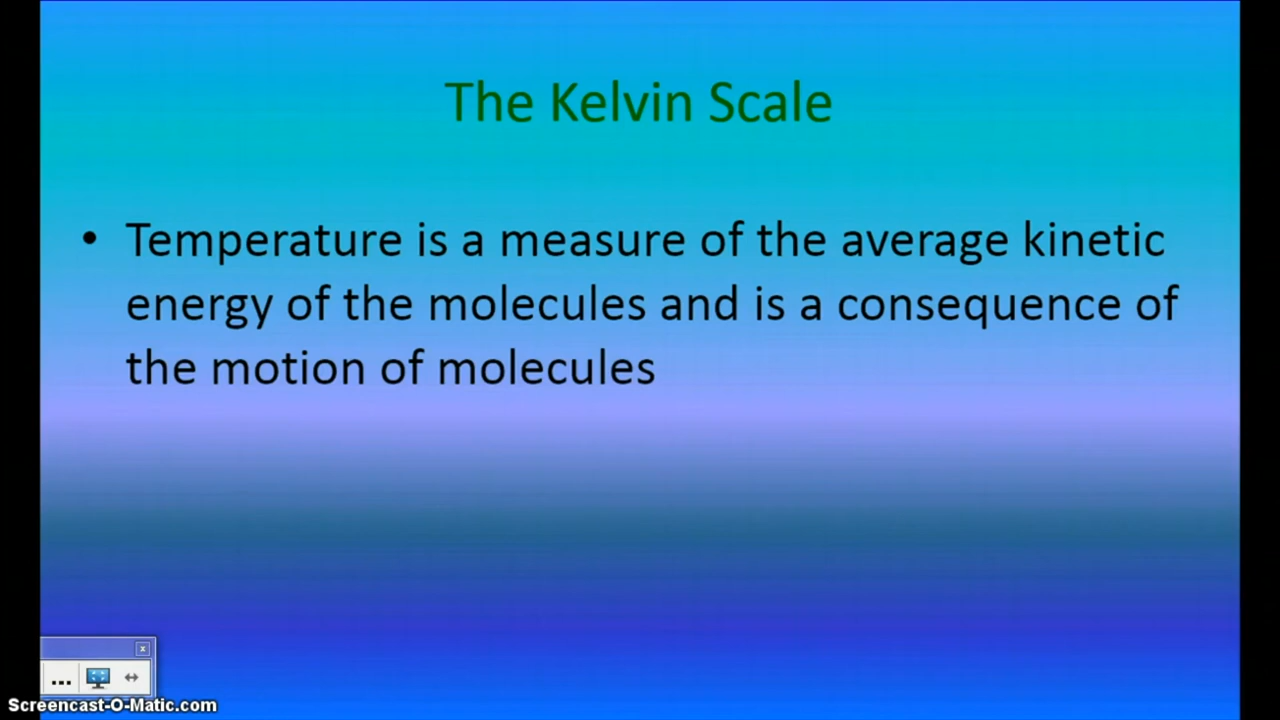 The Kelvin Scale
• Temperature is a measure of the average kinetic
energy of the molecules and is a consequence of
the motion of molecules
x
...
Screencast-O-Matic.com